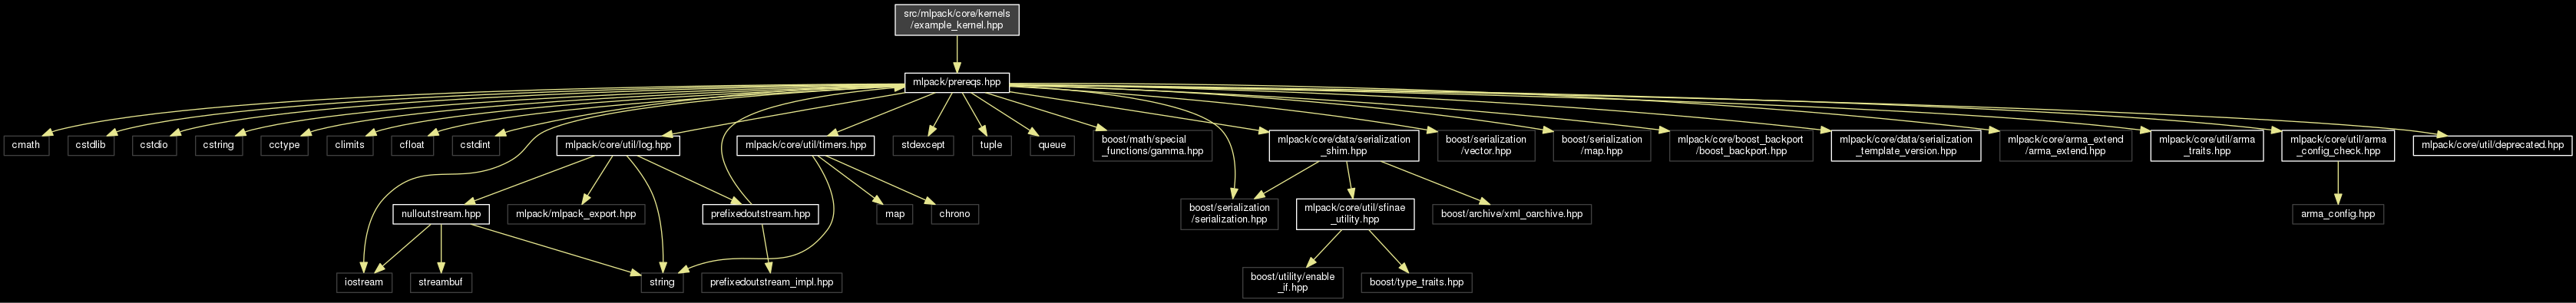 src/mlpack/core/kernels
/example_kernel.hpp
mlpack/prereqs.hpp
cmath
cstdlib
cstdio
cstring
cctype
climits
cfloat
cstdint
mlpack/core/util/log.hpp
mlpack/core/util/timers.hpp
stdexcept
tuple
queue
boost/math/special
_functions/gamma.hpp
mlpack/core/data/serialization
_shim.hpp
boost/serialization
/vector.hpp
boost/serialization
/map.hpp
mlpack/core/boost_backport
/boost_backport.hpp
mlpack/core/data/serialization
_template_version.hpp
mlpack/core/arma_extend
/arma_extend.hpp
mlpack/core/util/arma
_traits.hpp
mlpack/core/util/arma
_config_check.hpp
mlpack/core/util/deprecated.hpp
nulloutstream.hpp
mlpack/mlpack_export.hpp
prefixedoutstream.hpp
map
chrono
boost/serialization
/serialization.hpp
mlpack/core/util/sfinae
_utility.hpp
boost/archive/xml_oarchive.hpp
arma_config.hpp
iostream
streambuf
string
prefixedoutstream_impl.hpp
boost/utility/enable
_if.hpp
boost/type_traits.hpp